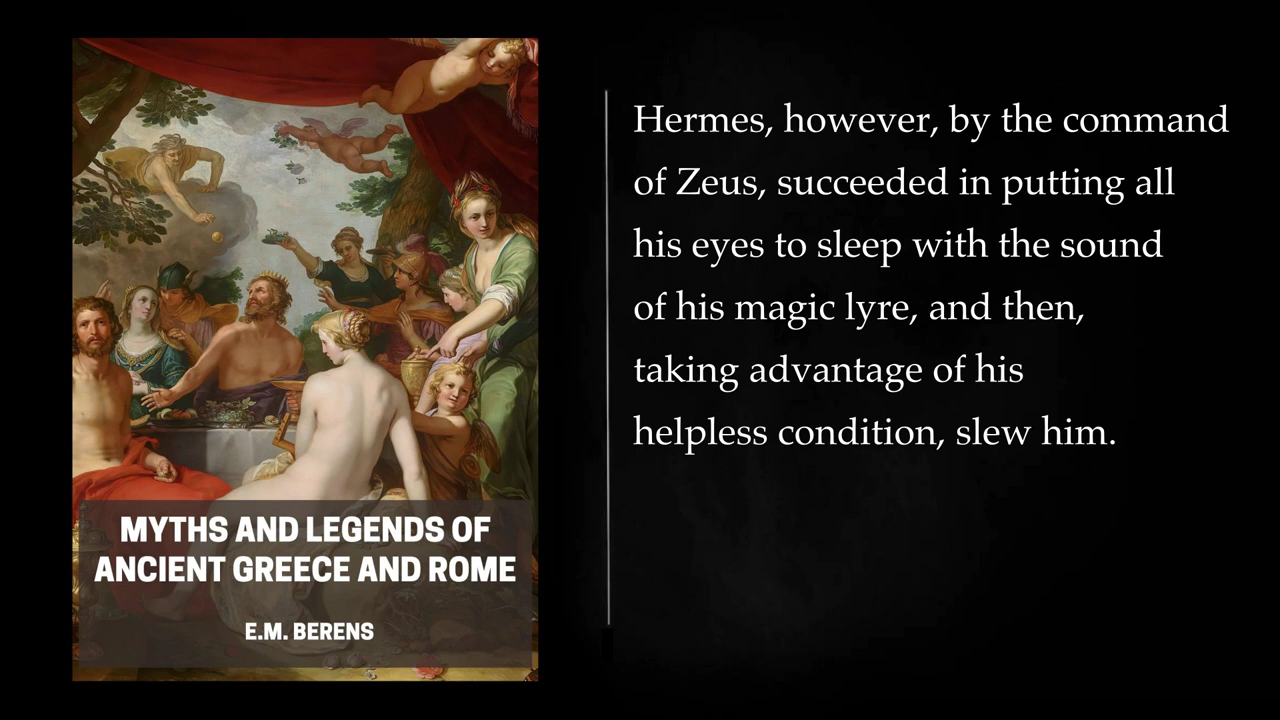 MYTHS AND LEGENDS OF
ANCIENT GREECE AND ROME
E.M. BERENS
Hermes, however, by the command
of Zeus, succeeded in putting all
his eyes to sleep with the sound
of his magic lyre, and then,
taking advantage of his
helpless condition, slew him.